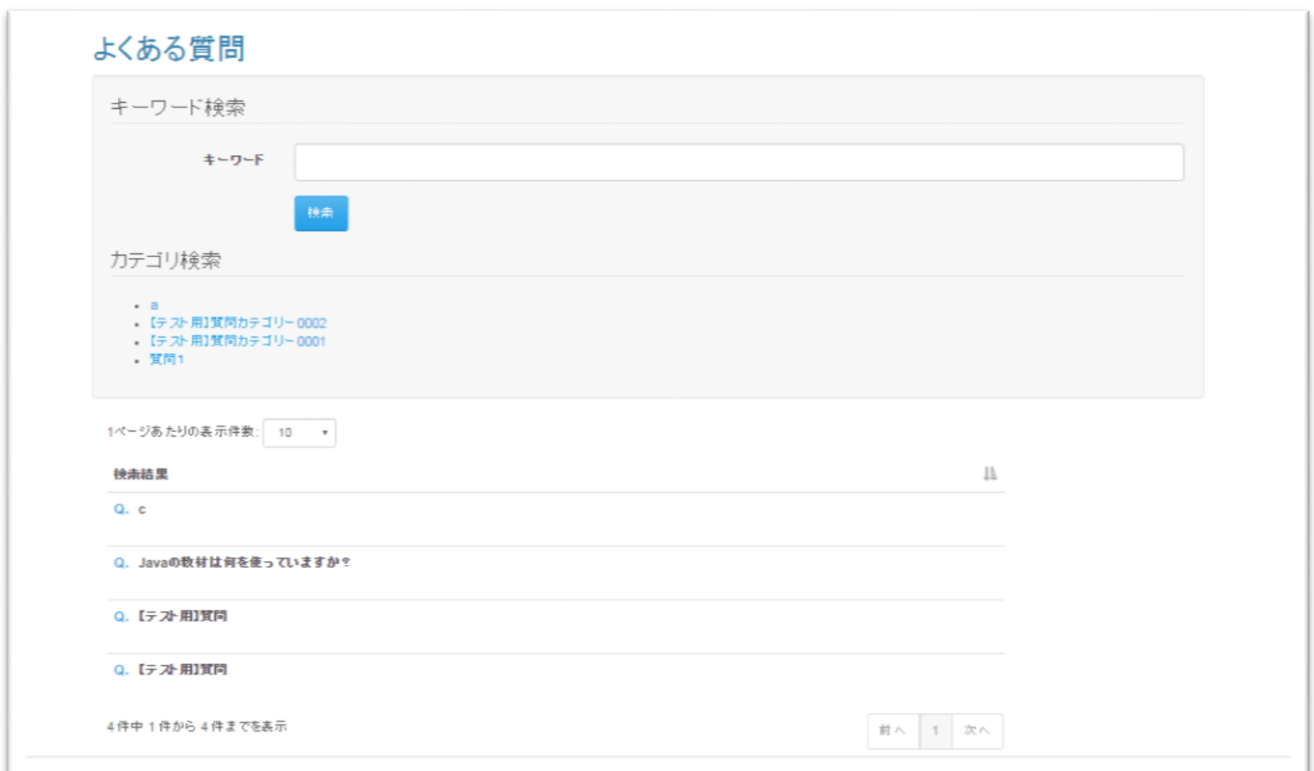 よくある質問
キーワード検索
キーワード
検索
カテゴリ検索
a
【テスト用】質問カテゴリー0002
【テスト用】質問カテゴリー0001
質問1
1ページあたりの表示件数: 10
検索結果
Q. c
Q. Javaの教材は何を使っていますか?
Q. 【テスト用】質問
Q. 【テスト用】質問
4 件中 1 件から 4 件までを表示
前へ 1 次へ